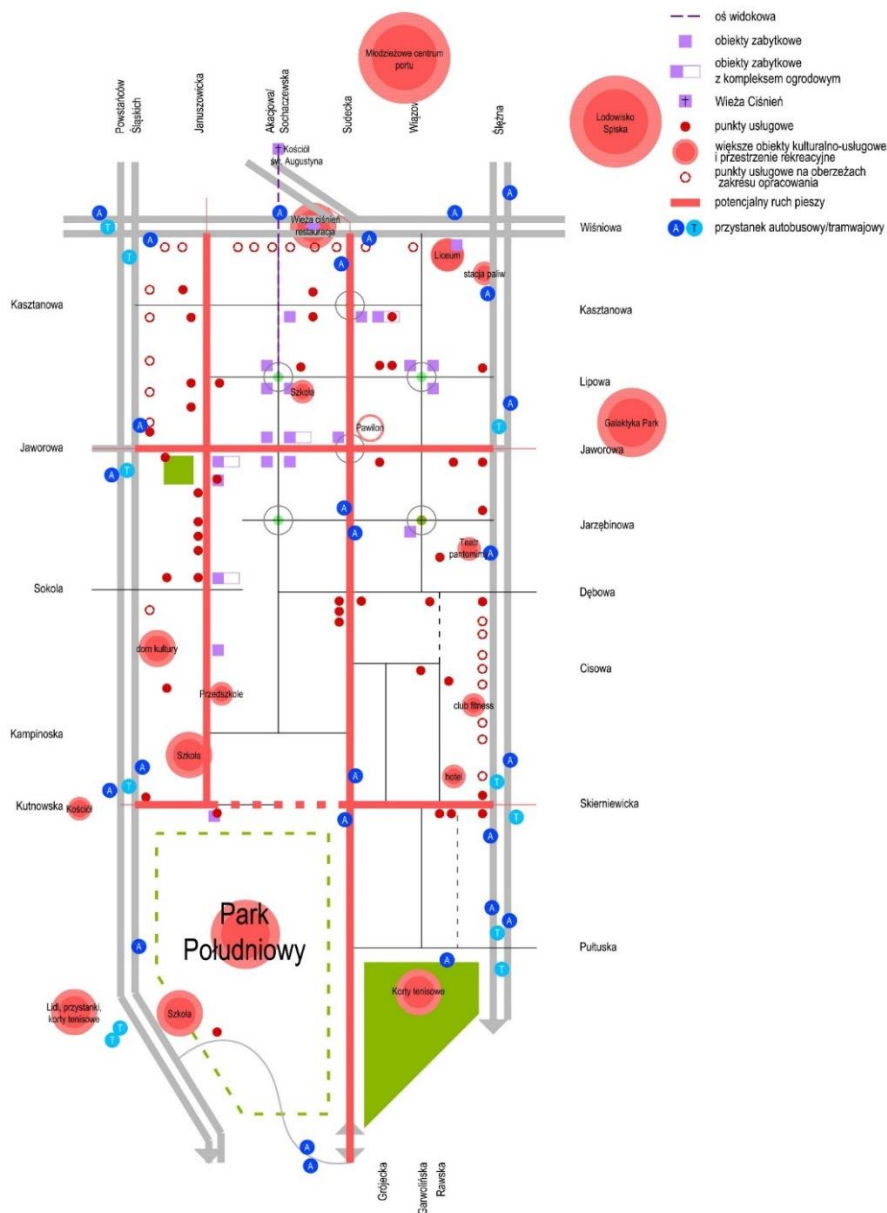 oś widokowa
obiekty zabytkowe
obiekty zabytkowe
z kompleksem ogrodowym
Wieża Ciśnień
punkty usługowe
większe obiekty kulturalno-usługowe
i przestrzenie rekreacyjne
punkty usługowe na oberzeżach
zakresu opracowania
potencjalny ruch pieszy
A T przystanek autobusowy/tramwajowy
Młodzieżowe centrum
portu
Lodowisko
Spiska
Powstańców
Śląskich
Januszowicka
Akacjowa/
Sochaczewska
Sudecka
Wiązow
Ślężna
Kościół
św. Augustyna
Wieża ciśnień
restauracja
Wiśniowa
Liceum
stacja paliw
Kasztanowa
Kasztanowa
Lipowa
Szkoła
Pawilon
Galaktyka Park
Jaworowa
Jaworowa
Jarzębinowa
Teatr
pantomimy
Sokola
Dębowa
dom kultury
Cisowa
Przedszkole
club fitness
Kampinoska
Szkoła
hotel
Kutnowska
Kościół
Skierniewicka
Park
Południowy
Pułtuska
Korty tenisowe
Lidl, przystanki,
korty tenisowe
Szkoła
Grójecka
Garwolińska
Rawska